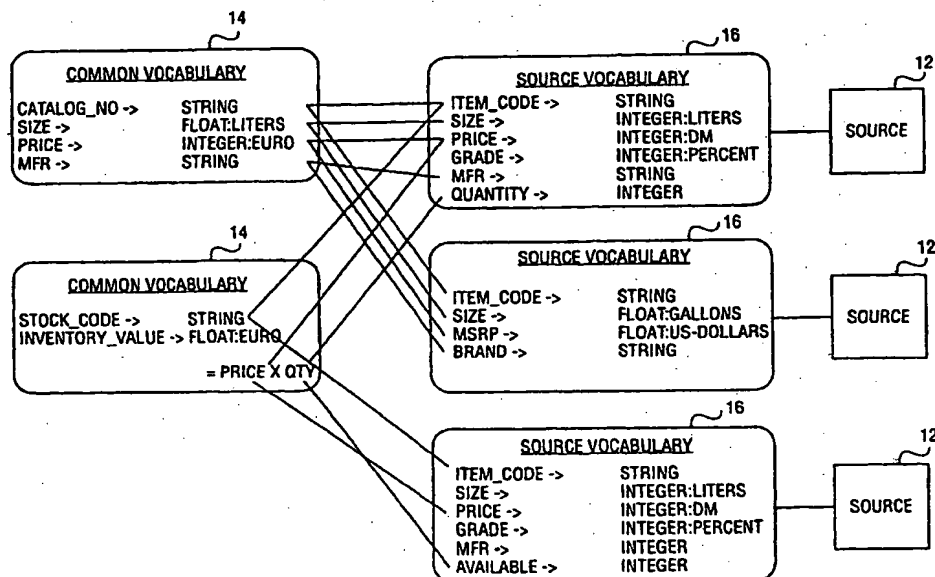 14
COMMON VOCABULARY
CATALOG_NO -> STRING
SIZE -> FLOAT:LITERS
PRICE -> INTEGER:EURO
MFR -> STRING
16
SOURCE VOCABULARY
ITEM_CODE -> STRING
SIZE -> INTEGER:LITERS
PRICE -> INTEGER:DM
GRADE -> INTEGER:PERCENT
MFR -> STRING
QUANTITY -> INTEGER
12
SOURCE
14
COMMON VOCABULARY
STOCK_CODE -> STRING
INVENTORY_VALUE -> FLOAT:EURO
= PRICE X QTY
16
SOURCE VOCABULARY
ITEM_CODE -> STRING
SIZE -> FLOAT:GALLONS
MSRP -> FLOAT:US-DOLLARS
BRAND -> STRING
12
SOURCE
16
SOURCE VOCABULARY
ITEM_CODE -> STRING
SIZE -> INTEGER:LITERS
PRICE -> INTEGER:DM
GRADE -> INTEGER:PERCENT
MFR -> INTEGER
AVAILABLE -> INTEGER
12
SOURCE